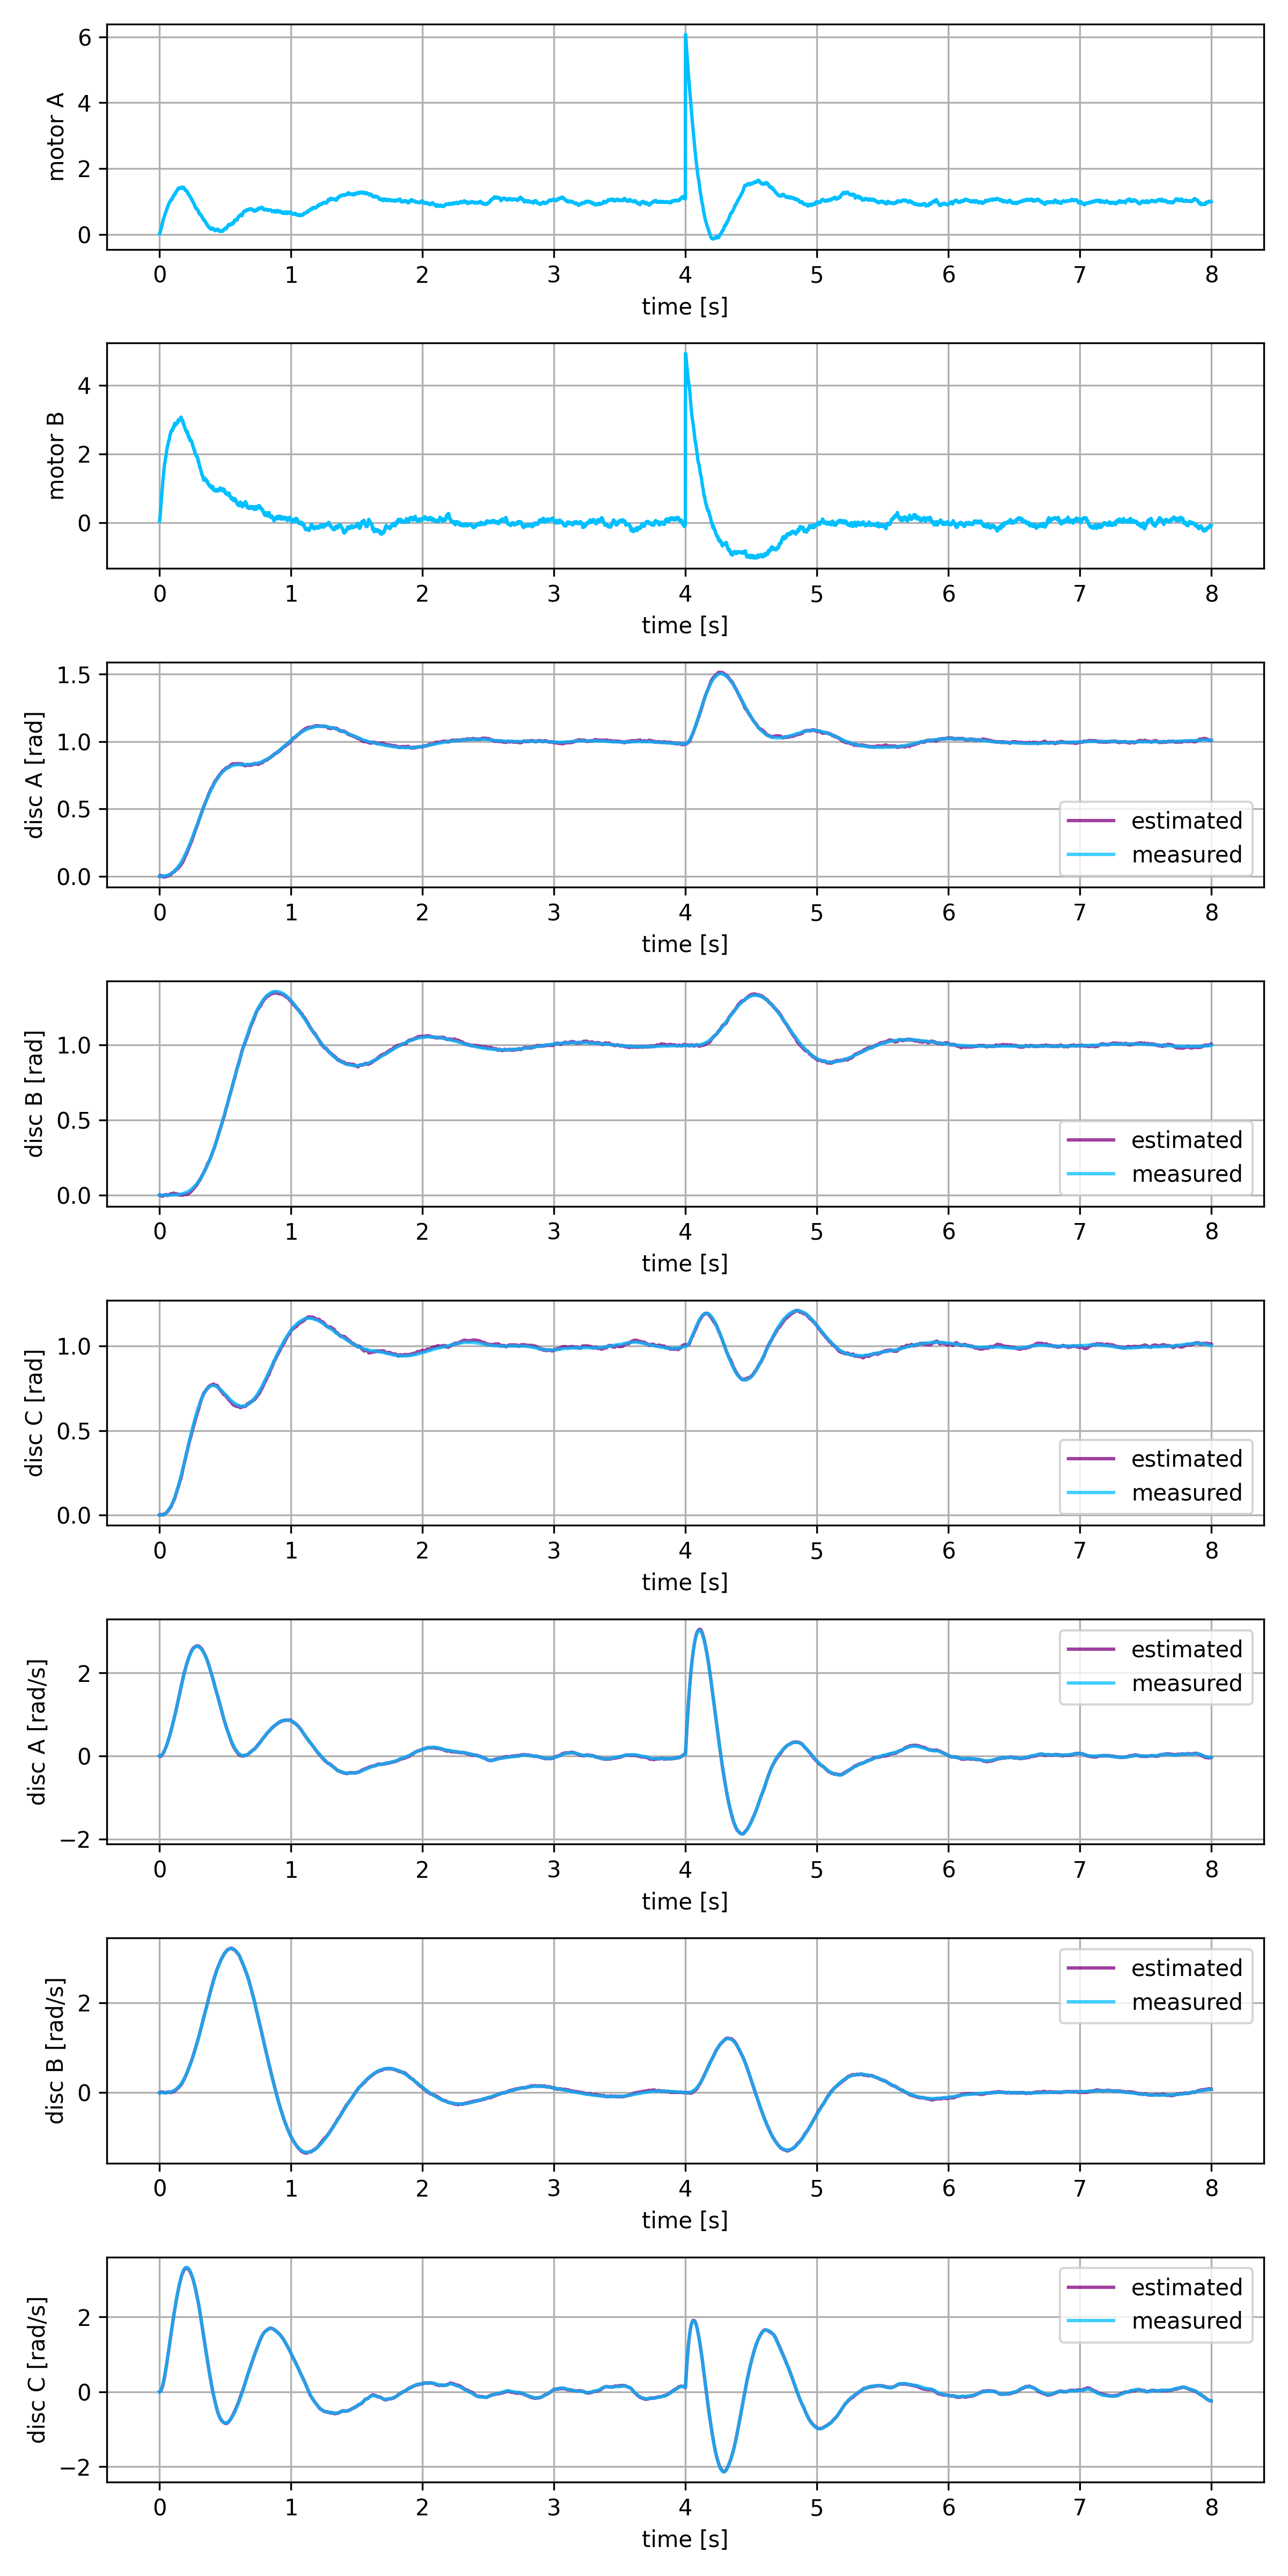 motor A
6
4
2
0
0 1 2 3 4 5 6 7 8
time [s]
motor B
4
2
0
0 1 2 3 4 5 6 7 8
time [s]
disc A [rad]
1.5
1.0
0.5
0.0
estimated
measured
0 1 2 3 4 5 6 7 8
time [s]
disc B [rad]
1.0
0.5
0.0
estimated
measured
0 1 2 3 4 5 6 7 8
time [s]
disc C [rad]
1.0
0.5
0.0
estimated
measured
0 1 2 3 4 5 6 7 8
time [s]
disc A [rad/s]
2
0
−2
estimated
measured
0 1 2 3 4 5 6 7 8
time [s]
disc B [rad/s]
2
0
estimated
measured
0 1 2 3 4 5 6 7 8
time [s]
disc C [rad/s]
2
0
−2
estimated
measured
0 1 2 3 4 5 6 7 8
time [s]